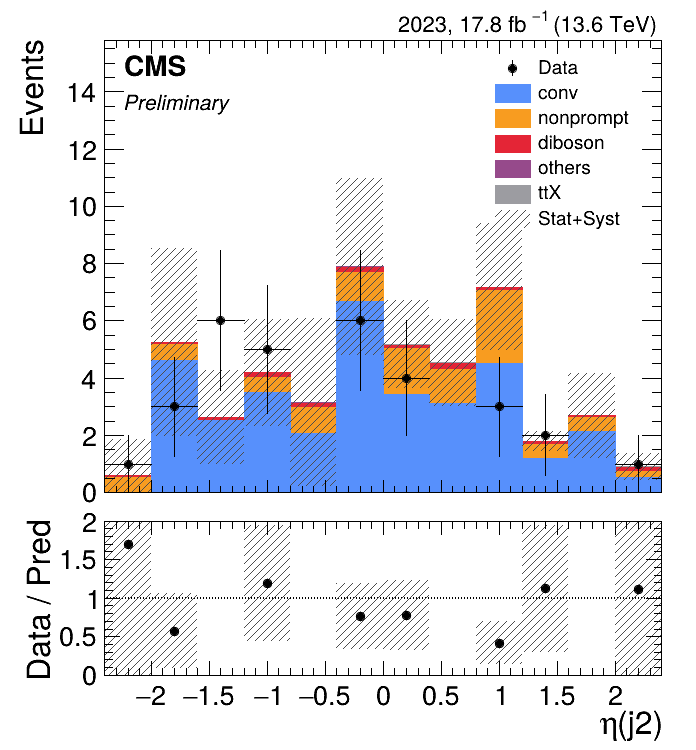 2023, 17.8 fb⁻¹ (13.6 TeV)
CMS
Preliminary
Events
14
12
10
8
6
4
2
0
Data
conv
nonprompt
diboson
others
ttX
Stat+Syst
Data / Pred
2
1.5
1
0.5
0
−2 −1.5 −1 −0.5 0 0.5 1 1.5 2
η(j2)